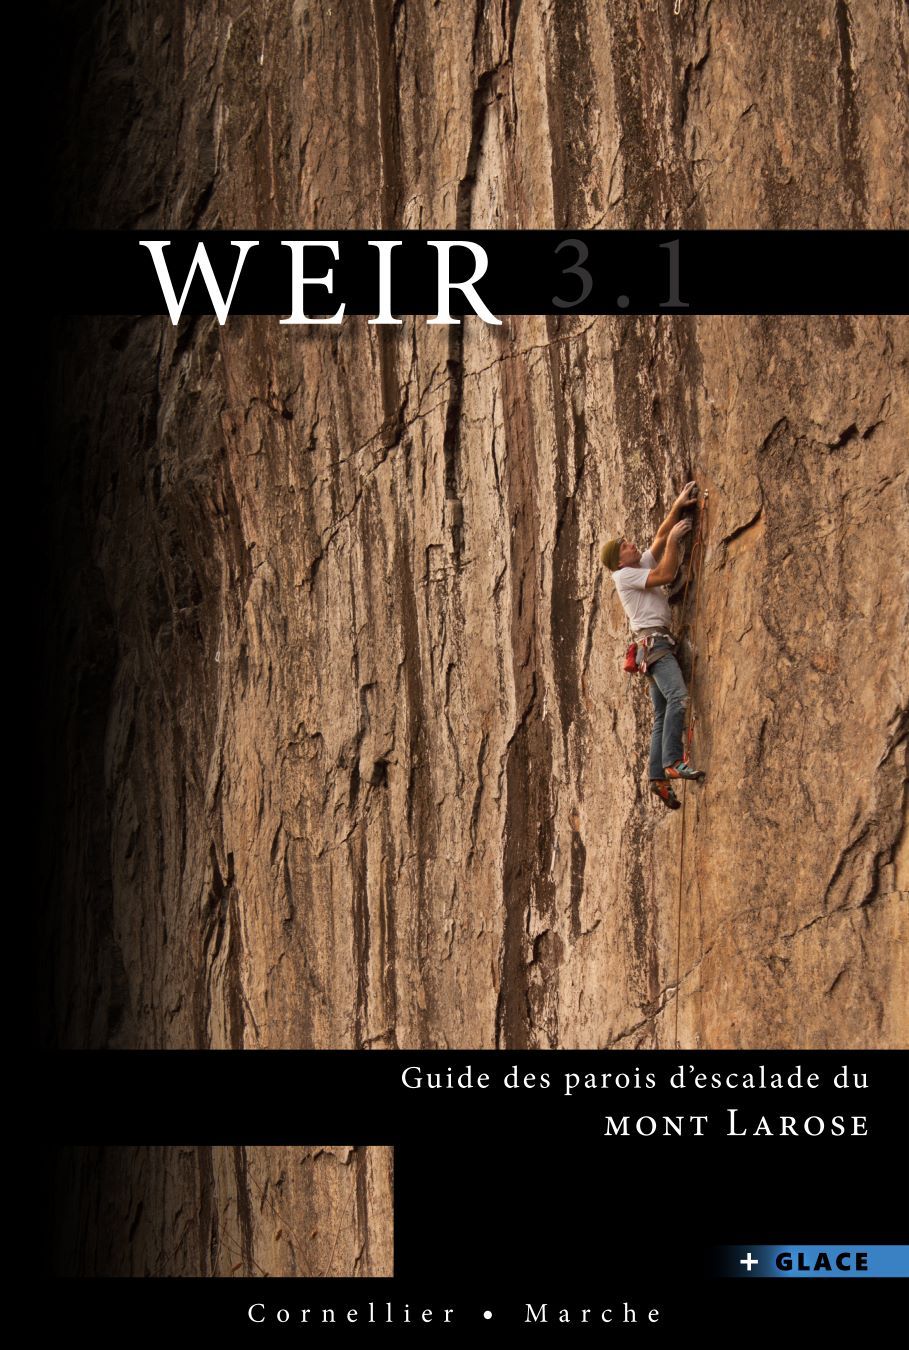 WEIR 3.1
Guide des parois d’escalade du
MONT LAROSE
+ GLACE
Cornellier • Marche